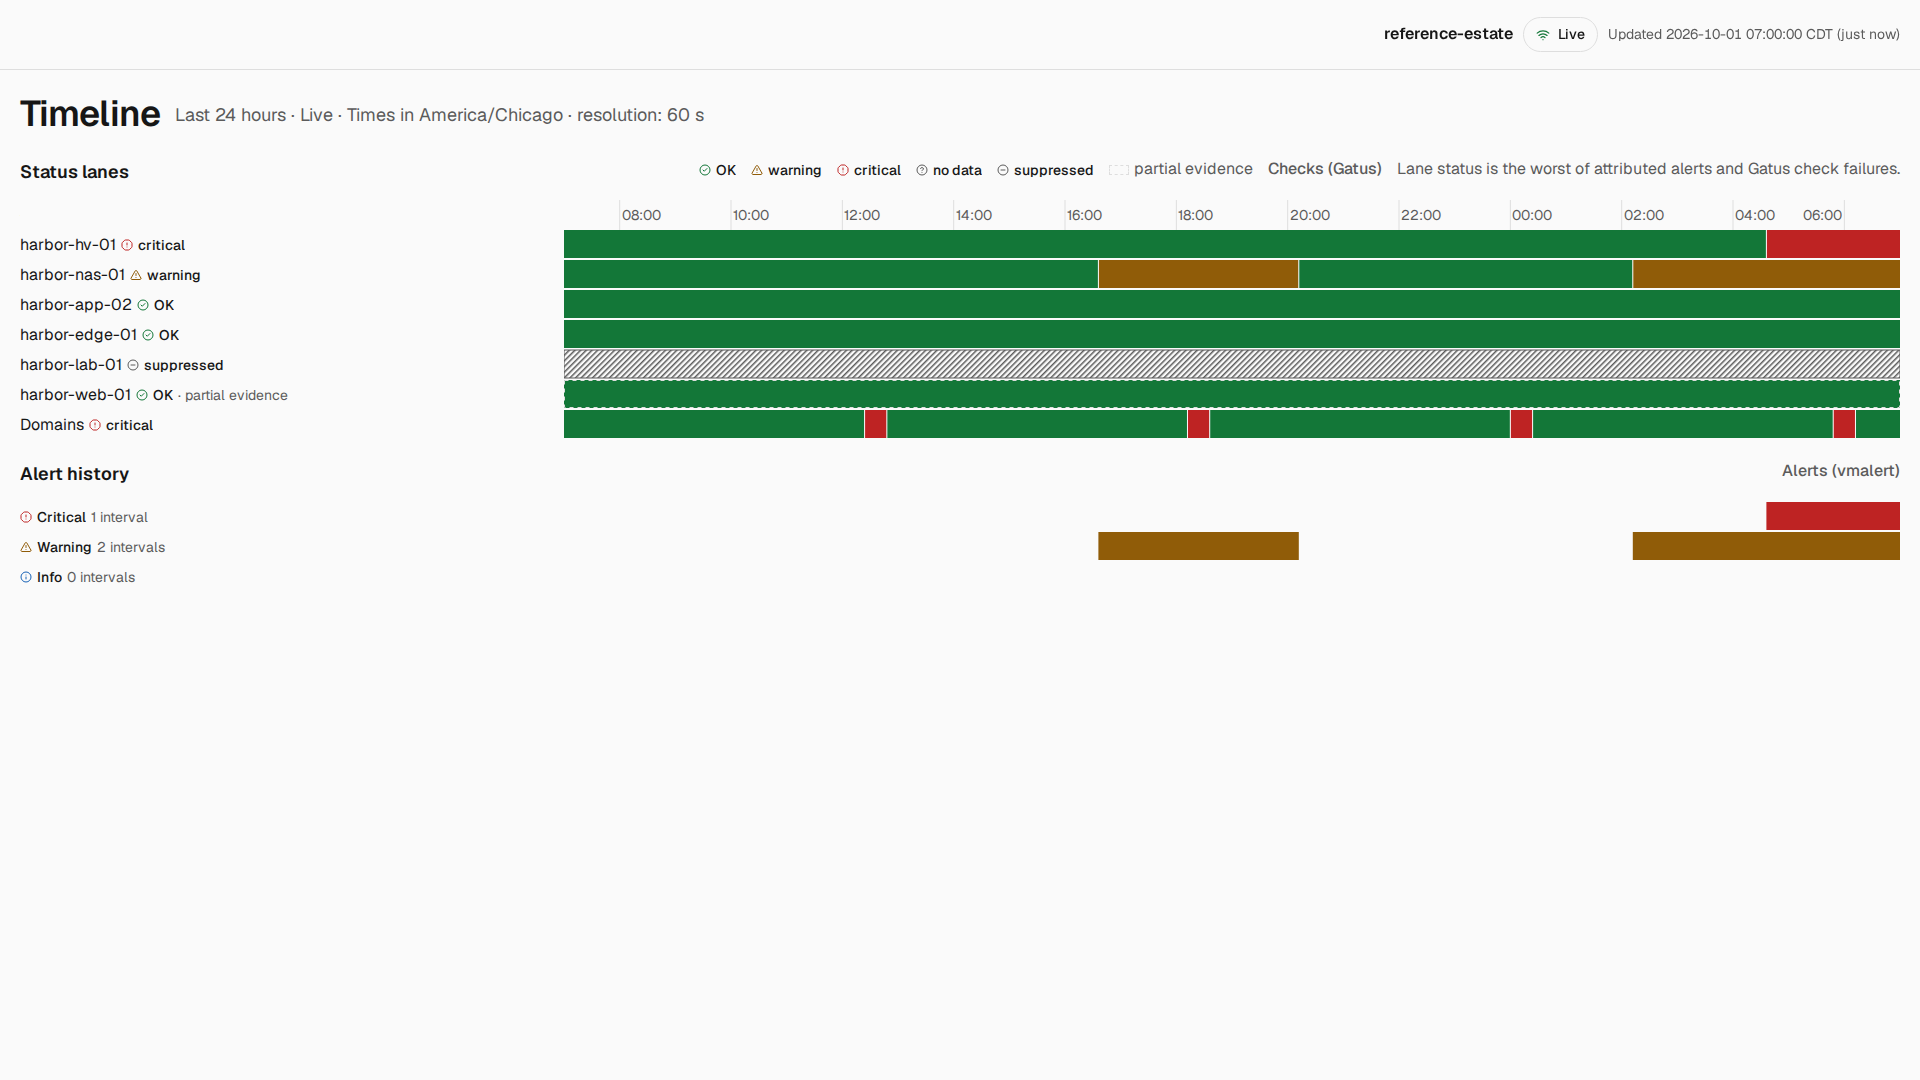 reference-estate Live Updated 2026-10-01 07:00:00 CDT (just now)
Timeline Last 24 hours · Live · Times in America/Chicago · resolution: 60 s
Status lanes OK warning critical no data suppressed partial evidence Checks (Gatus) Lane status is the worst of attributed alerts and Gatus check failures.
08:00 10:00 12:00 14:00 16:00 18:00 20:00 22:00 00:00 02:00 04:00 06:00
harbor-hv-01 critical
harbor-nas-01 warning
harbor-app-02 OK
harbor-edge-01 OK
harbor-lab-01 suppressed
harbor-web-01 OK · partial evidence
Domains critical
Alert history Alerts (vmalert)
Critical 1 interval
Warning 2 intervals
Info 0 intervals